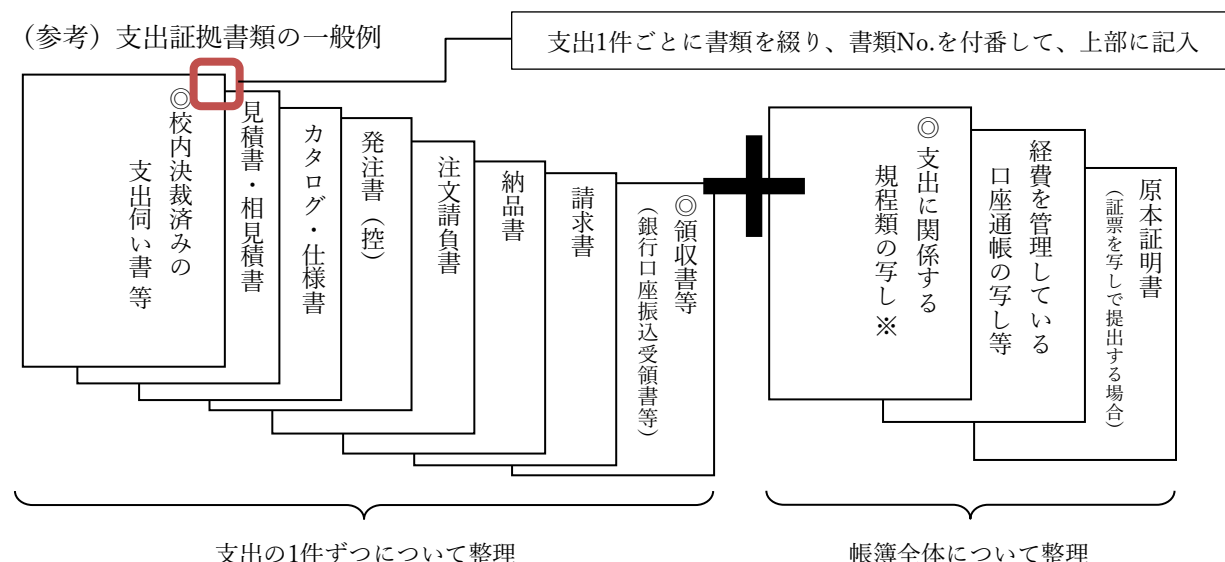 （参考）支出証拠書類の一般例
支出1件ごとに書類を綴り、書類No.を付番して、上部に記入
◎校内決裁済みの
支出伺い書 等
見積書・相見積書
カタログ・仕様書
発注書（控）
注文請負書
納品書
請求書
◎領収書等
（銀行口座振込受領書等）
◎支出に関係する
規程類の写し※
経費を管理している
口座通帳の写し等
原本証明書
（証票を写しで提出する場合）
支出の1件ずつについて整理
帳簿全体について整理